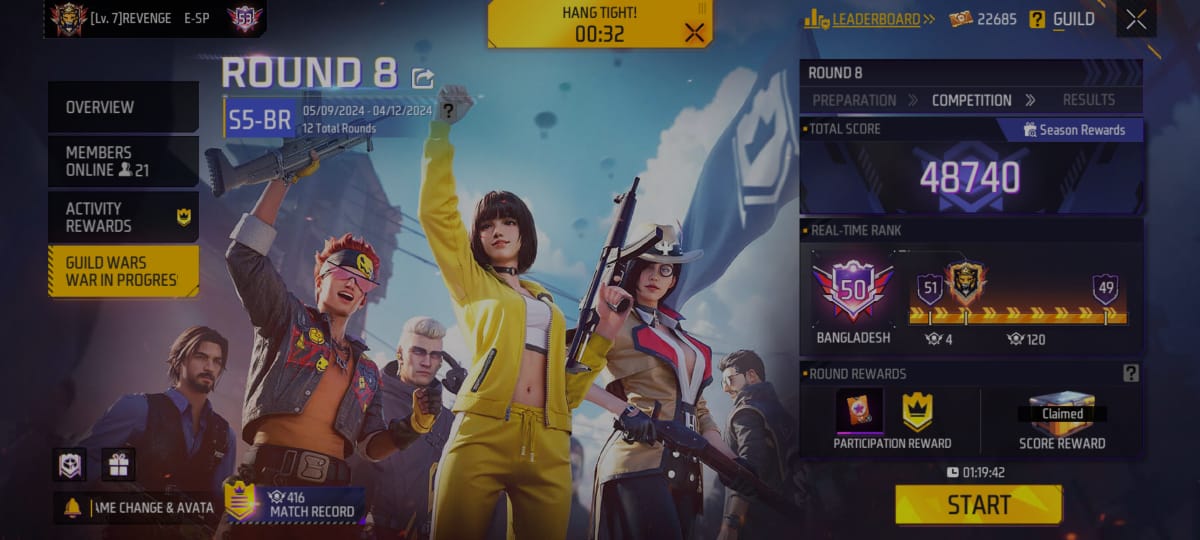 [Lv. 7]REVENGE E-SP
53
HANG TIGHT!
00:32
LEADERBOARD
22685
? GUILD
ROUND 8
S5-BR
05/09/2024 - 04/12/2024
12 Total Rounds
?
OVERVIEW
MEMBERS
ONLINE 21
ACTIVITY
REWARDS
GUILD WARS
WAR IN PROGRES
ROUND 8
PREPARATION COMPETITION RESULTS
TOTAL SCORE
Season Rewards
48740
REAL-TIME RANK
50
BANGLADESH
51
49
4
120
ROUND REWARDS
?
PARTICIPATION REWARD
Claimed
SCORE REWARD
01:19:42
START
AME CHANGE & AVATA
416
MATCH RECORD